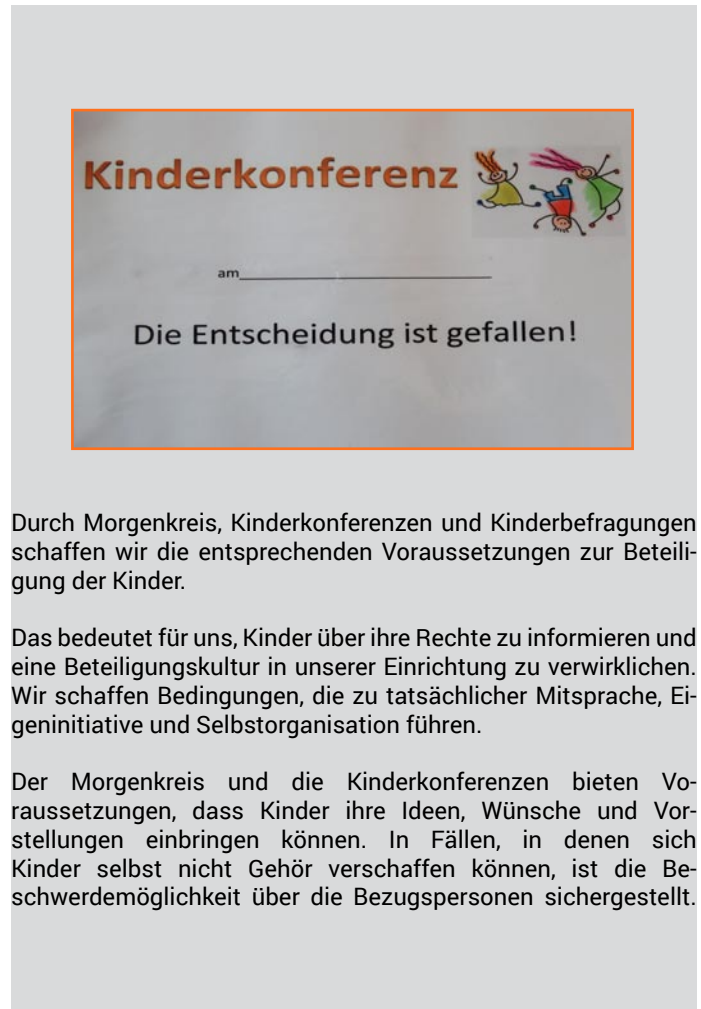 Kinderkonferenz
am
Die Entscheidung ist gefallen!
Durch Morgenkreis, Kinderkonferenzen und Kinderbefragungen
schaffen wir die entsprechenden Voraussetzungen zur Beteili-
gung der Kinder.
Das bedeutet für uns, Kinder über ihre Rechte zu informieren und
eine Beteiligungskultur in unserer Einrichtung zu verwirklichen.
Wir schaffen Bedingungen, die zu tatsächlicher Mitsprache, Ei-
geninitiative und Selbstorganisation führen.
Der Morgenkreis und die Kinderkonferenzen bieten Vo-
raussetzungen, dass Kinder ihre Ideen, Wünsche und Vor-
stellungen einbringen können. In Fällen, in denen sich
Kinder selbst nicht Gehör verschaffen können, ist die Be-
schwerdemöglichkeit über die Bezugspersonen sichergestellt.